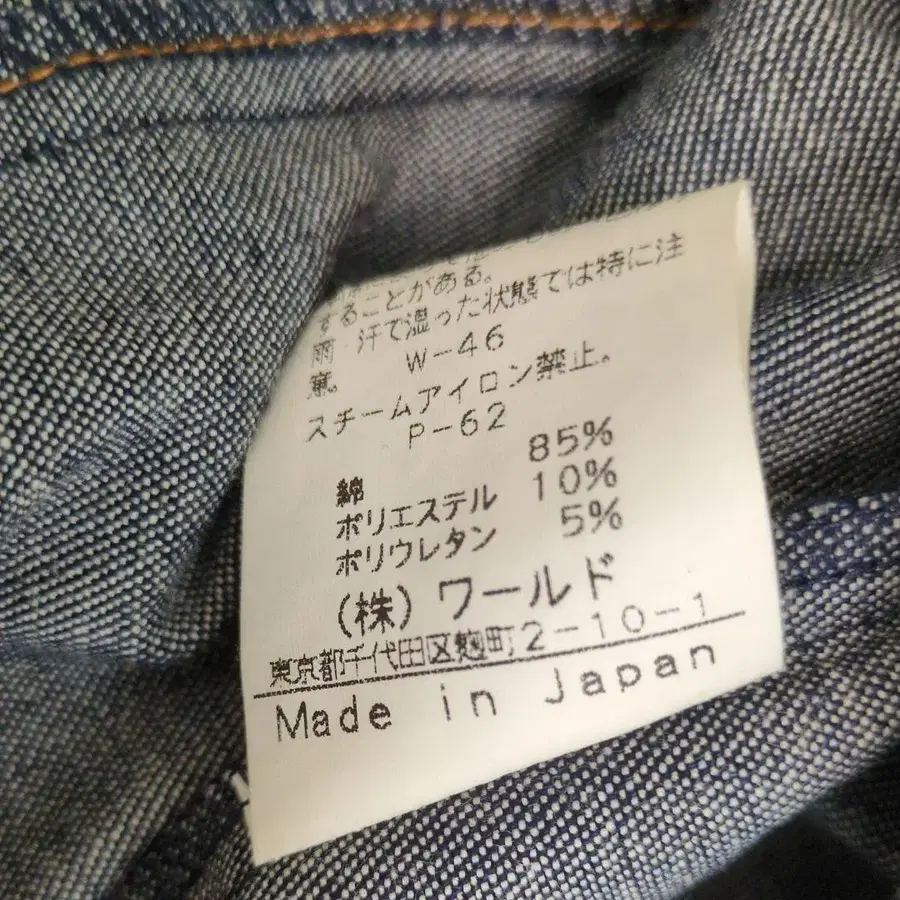 することがある。
雨・汗で湿った状態では特に注
意。 W-46
スチームアイロン禁止。
P-62
綿 85%
ポリエステル 10%
ポリウレタン 5%
(株)ワールド
東京都千代田区麹町2-10-1
Made in Japan